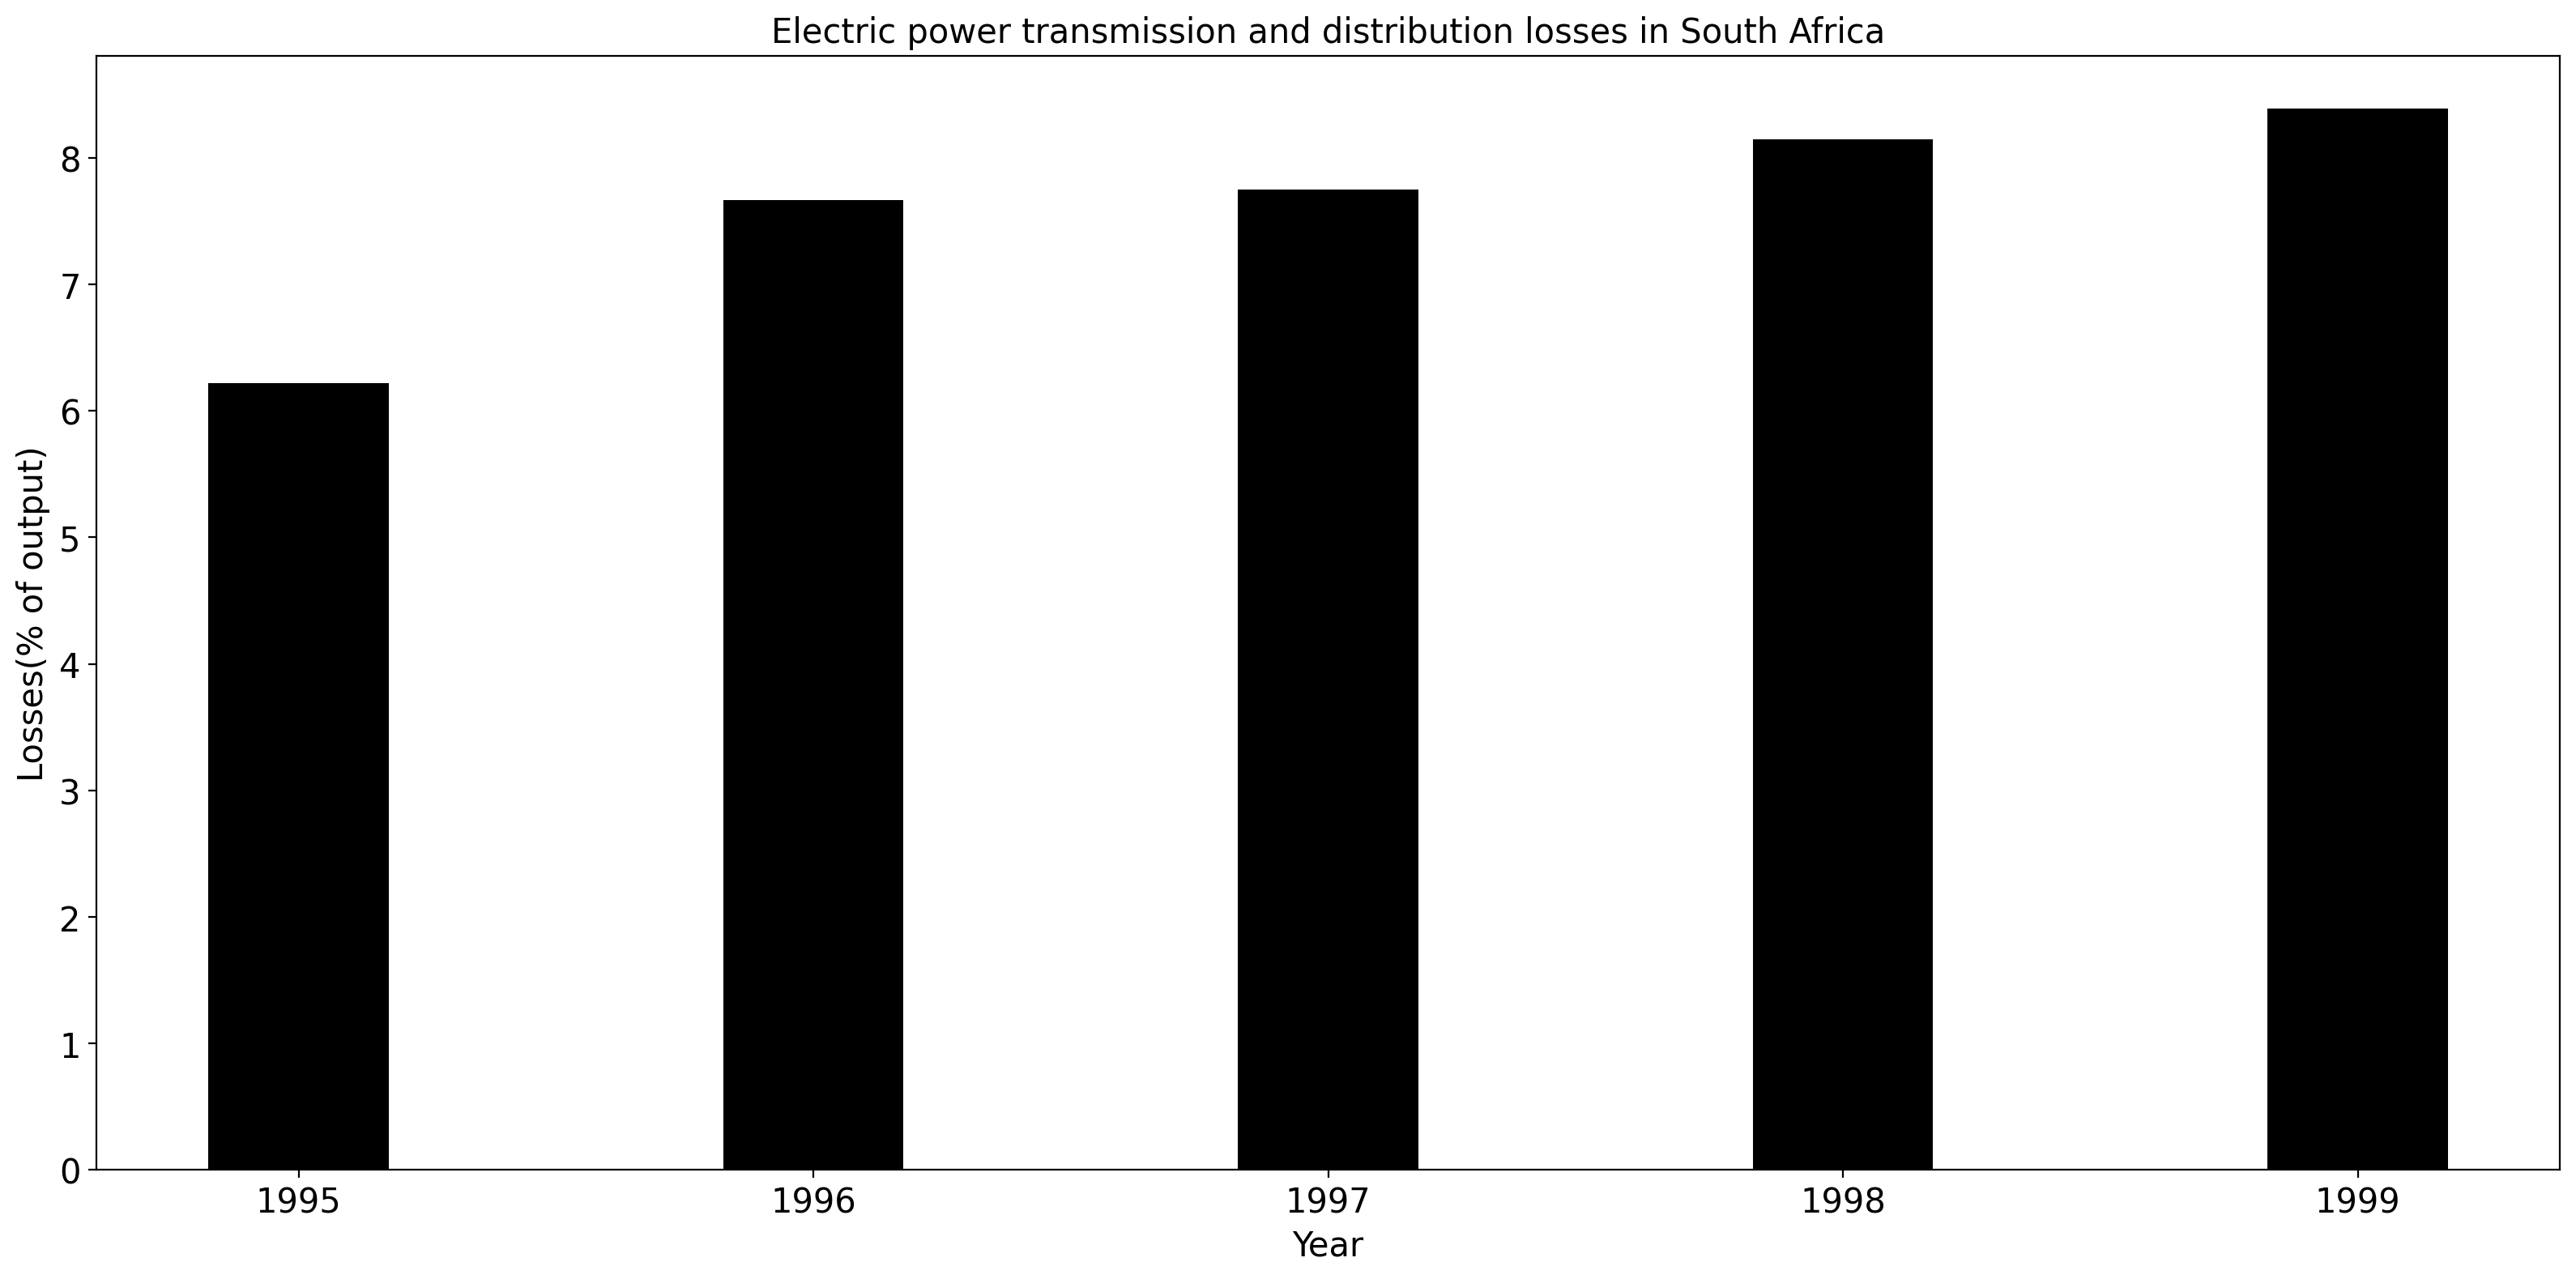 Electric power transmission and distribution losses in South Africa
Losses(% of output)
8
7
6
5
4
3
2
1
0
1995 1996 1997 1998 1999
Year